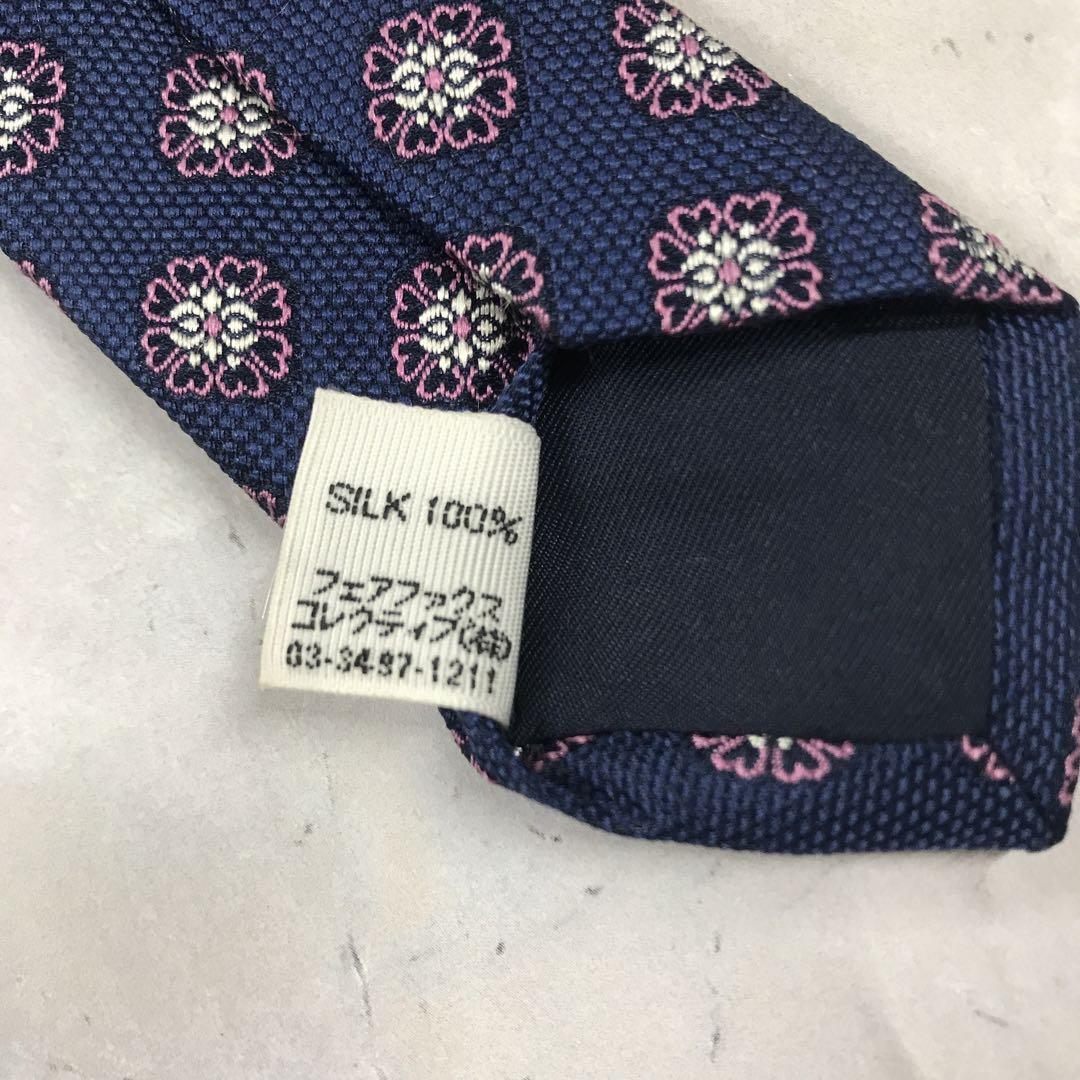 SILK 100%
フェアファックス
コレクティブ(株)
03-3497-1211